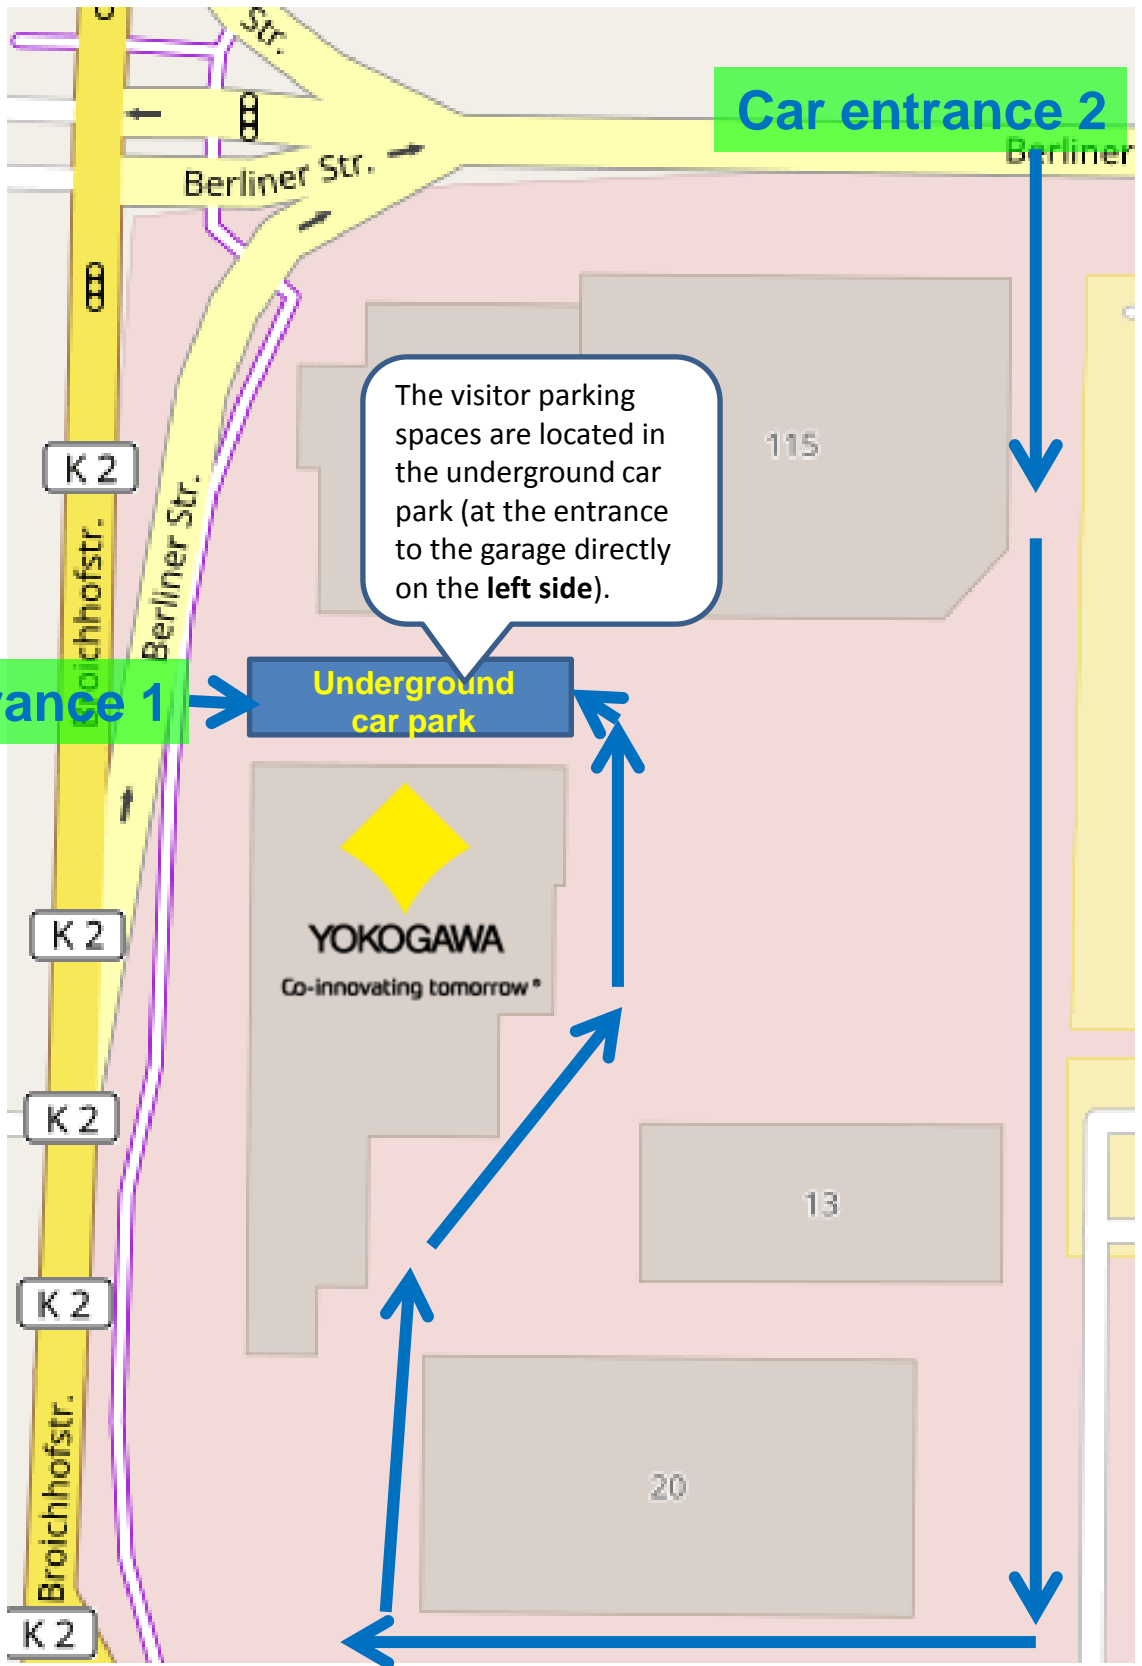 Str.
Car entrance 2
Berliner
Berliner Str.
K 2
The visitor parking
spaces are located in
the underground car
park (at the entrance
to the garage directly
on the left side).
115
Berliner Str.
Broichhofstr.
rance 1
Underground
car park
YOKOGAWA
Co-innovating tomorrow®
K 2
K 2
13
K 2
Broichhofstr.
20
K 2